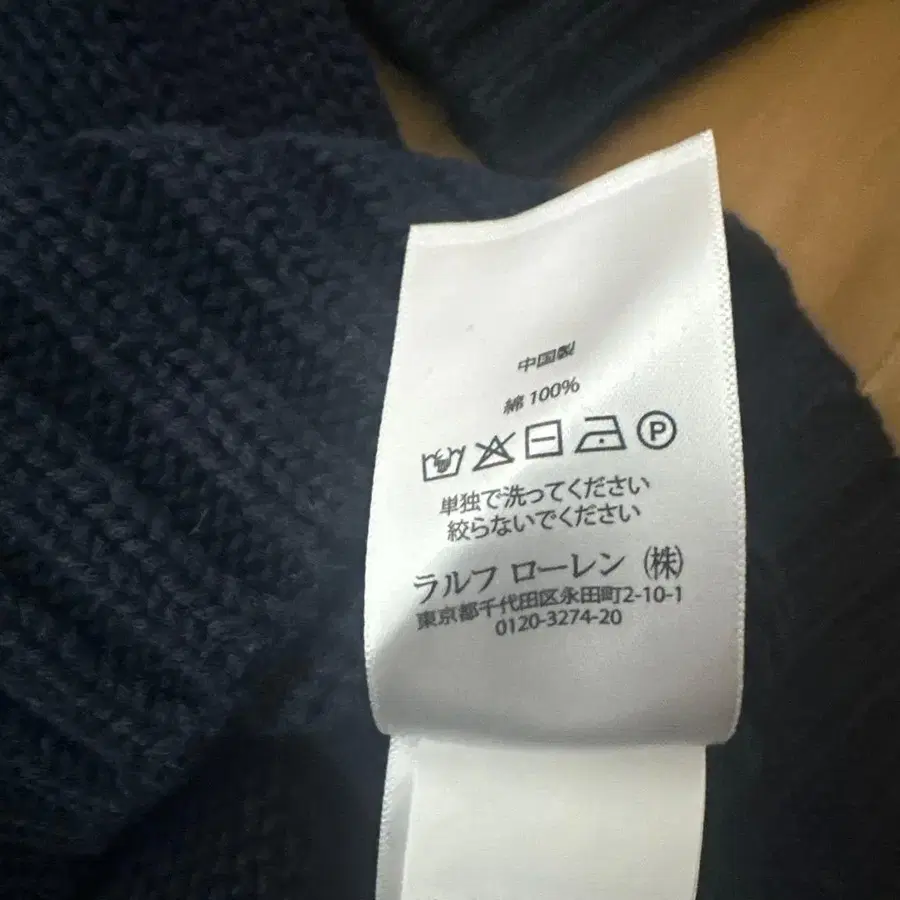 中国製
綿 100%
P
単独で洗ってください
絞らないでください
ラルフ ローレン (株)
東京都千代田区永田町2-10-1
0120-3274-20